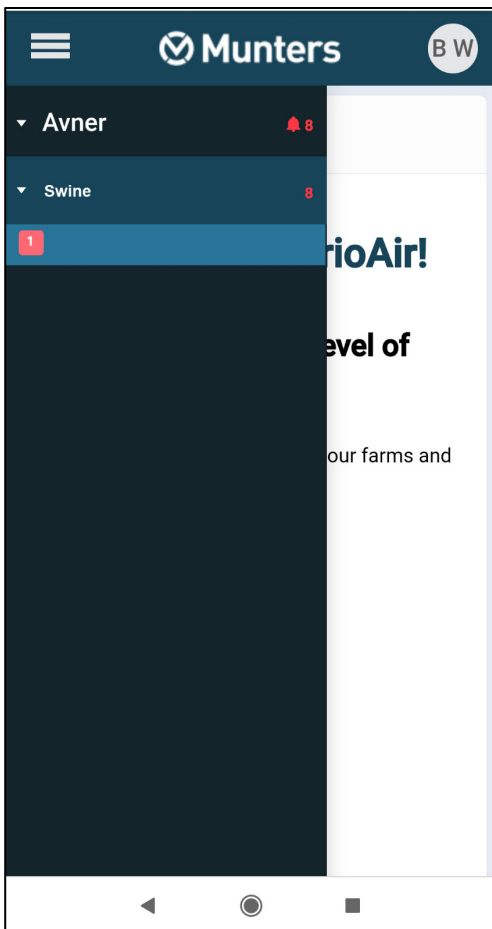 Munters
B W
Avner
8
Swine
8
1
rioAir!
evel of
our farms and